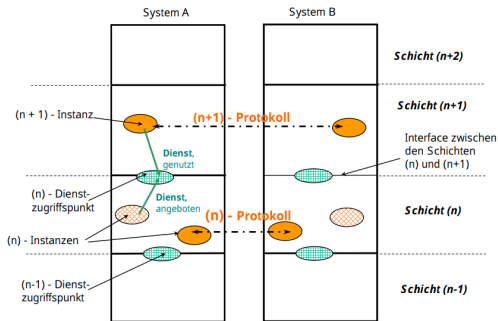 System A
System B
Schicht (n+2)
(n + 1) - Instanz
(n+1) - Protokoll
Schicht (n+1)
Dienst,
genutzt
Interface zwischen
den Schichten
(n) und (n+1)
(n) - Dienst-
zugriffspunkt
Dienst,
angeboten
(n) - Protokoll
Schicht (n)
(n) - Instanzen
(n-1) - Dienst-
zugriffspunkt
Schicht (n-1)